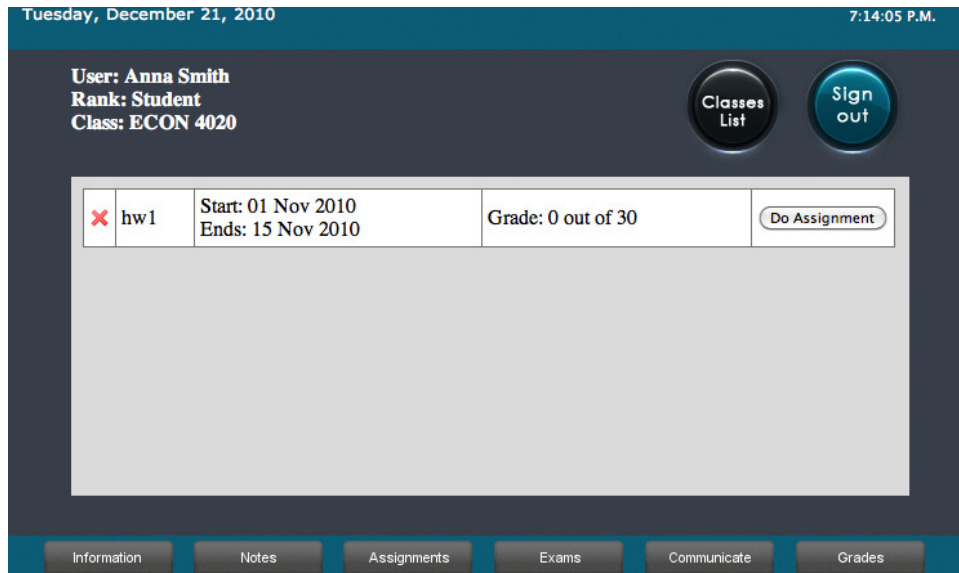 Tuesday, December 21, 2010
7:14:05 P.M.
User: Anna Smith
Rank: Student
Class: ECON 4020
Classes
List
Sign
out
hw1
Start: 01 Nov 2010
Ends: 15 Nov 2010
Grade: 0 out of 30
Do Assignment
Information
Notes
Assignments
Exams
Communicate
Grades